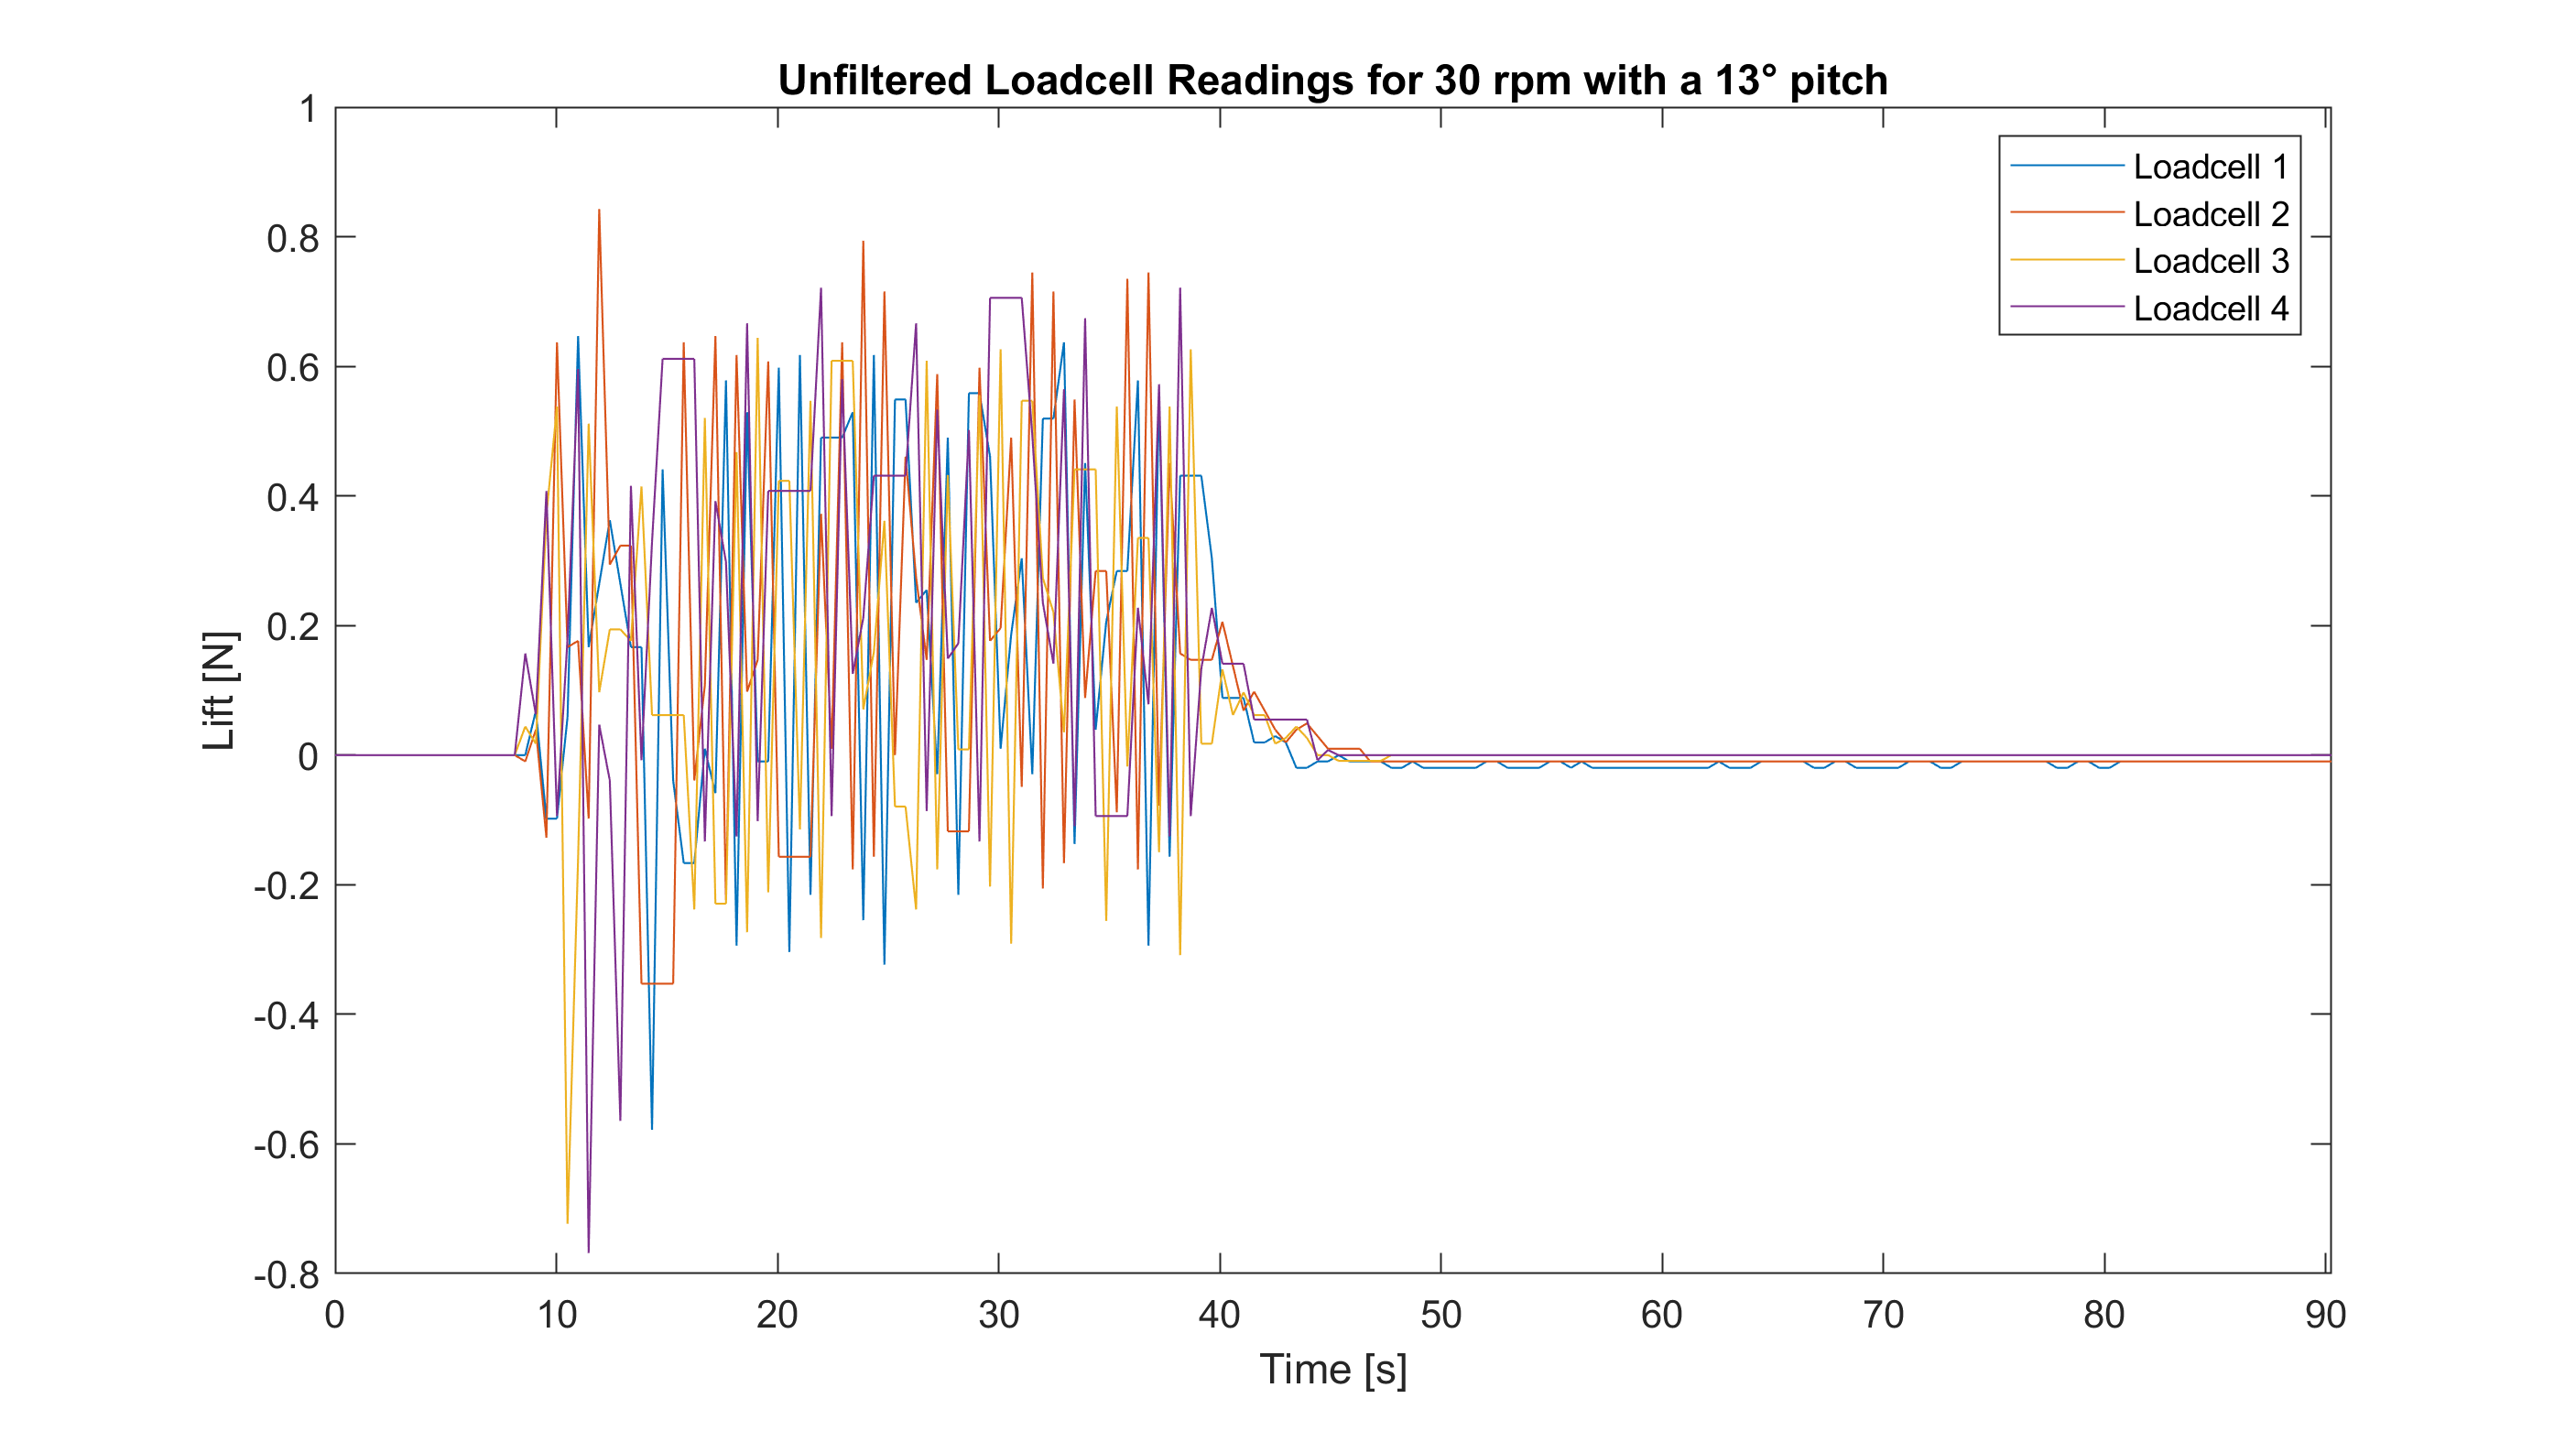 Unfiltered Loadcell Readings for 30 rpm with a 13° pitch
1
0.8
0.6
0.4
0.2
0
-0.2
-0.4
-0.6
-0.8
Lift [N]
Loadcell 1
Loadcell 2
Loadcell 3
Loadcell 4
0 10 20 30 40 50 60 70 80 90
Time [s]